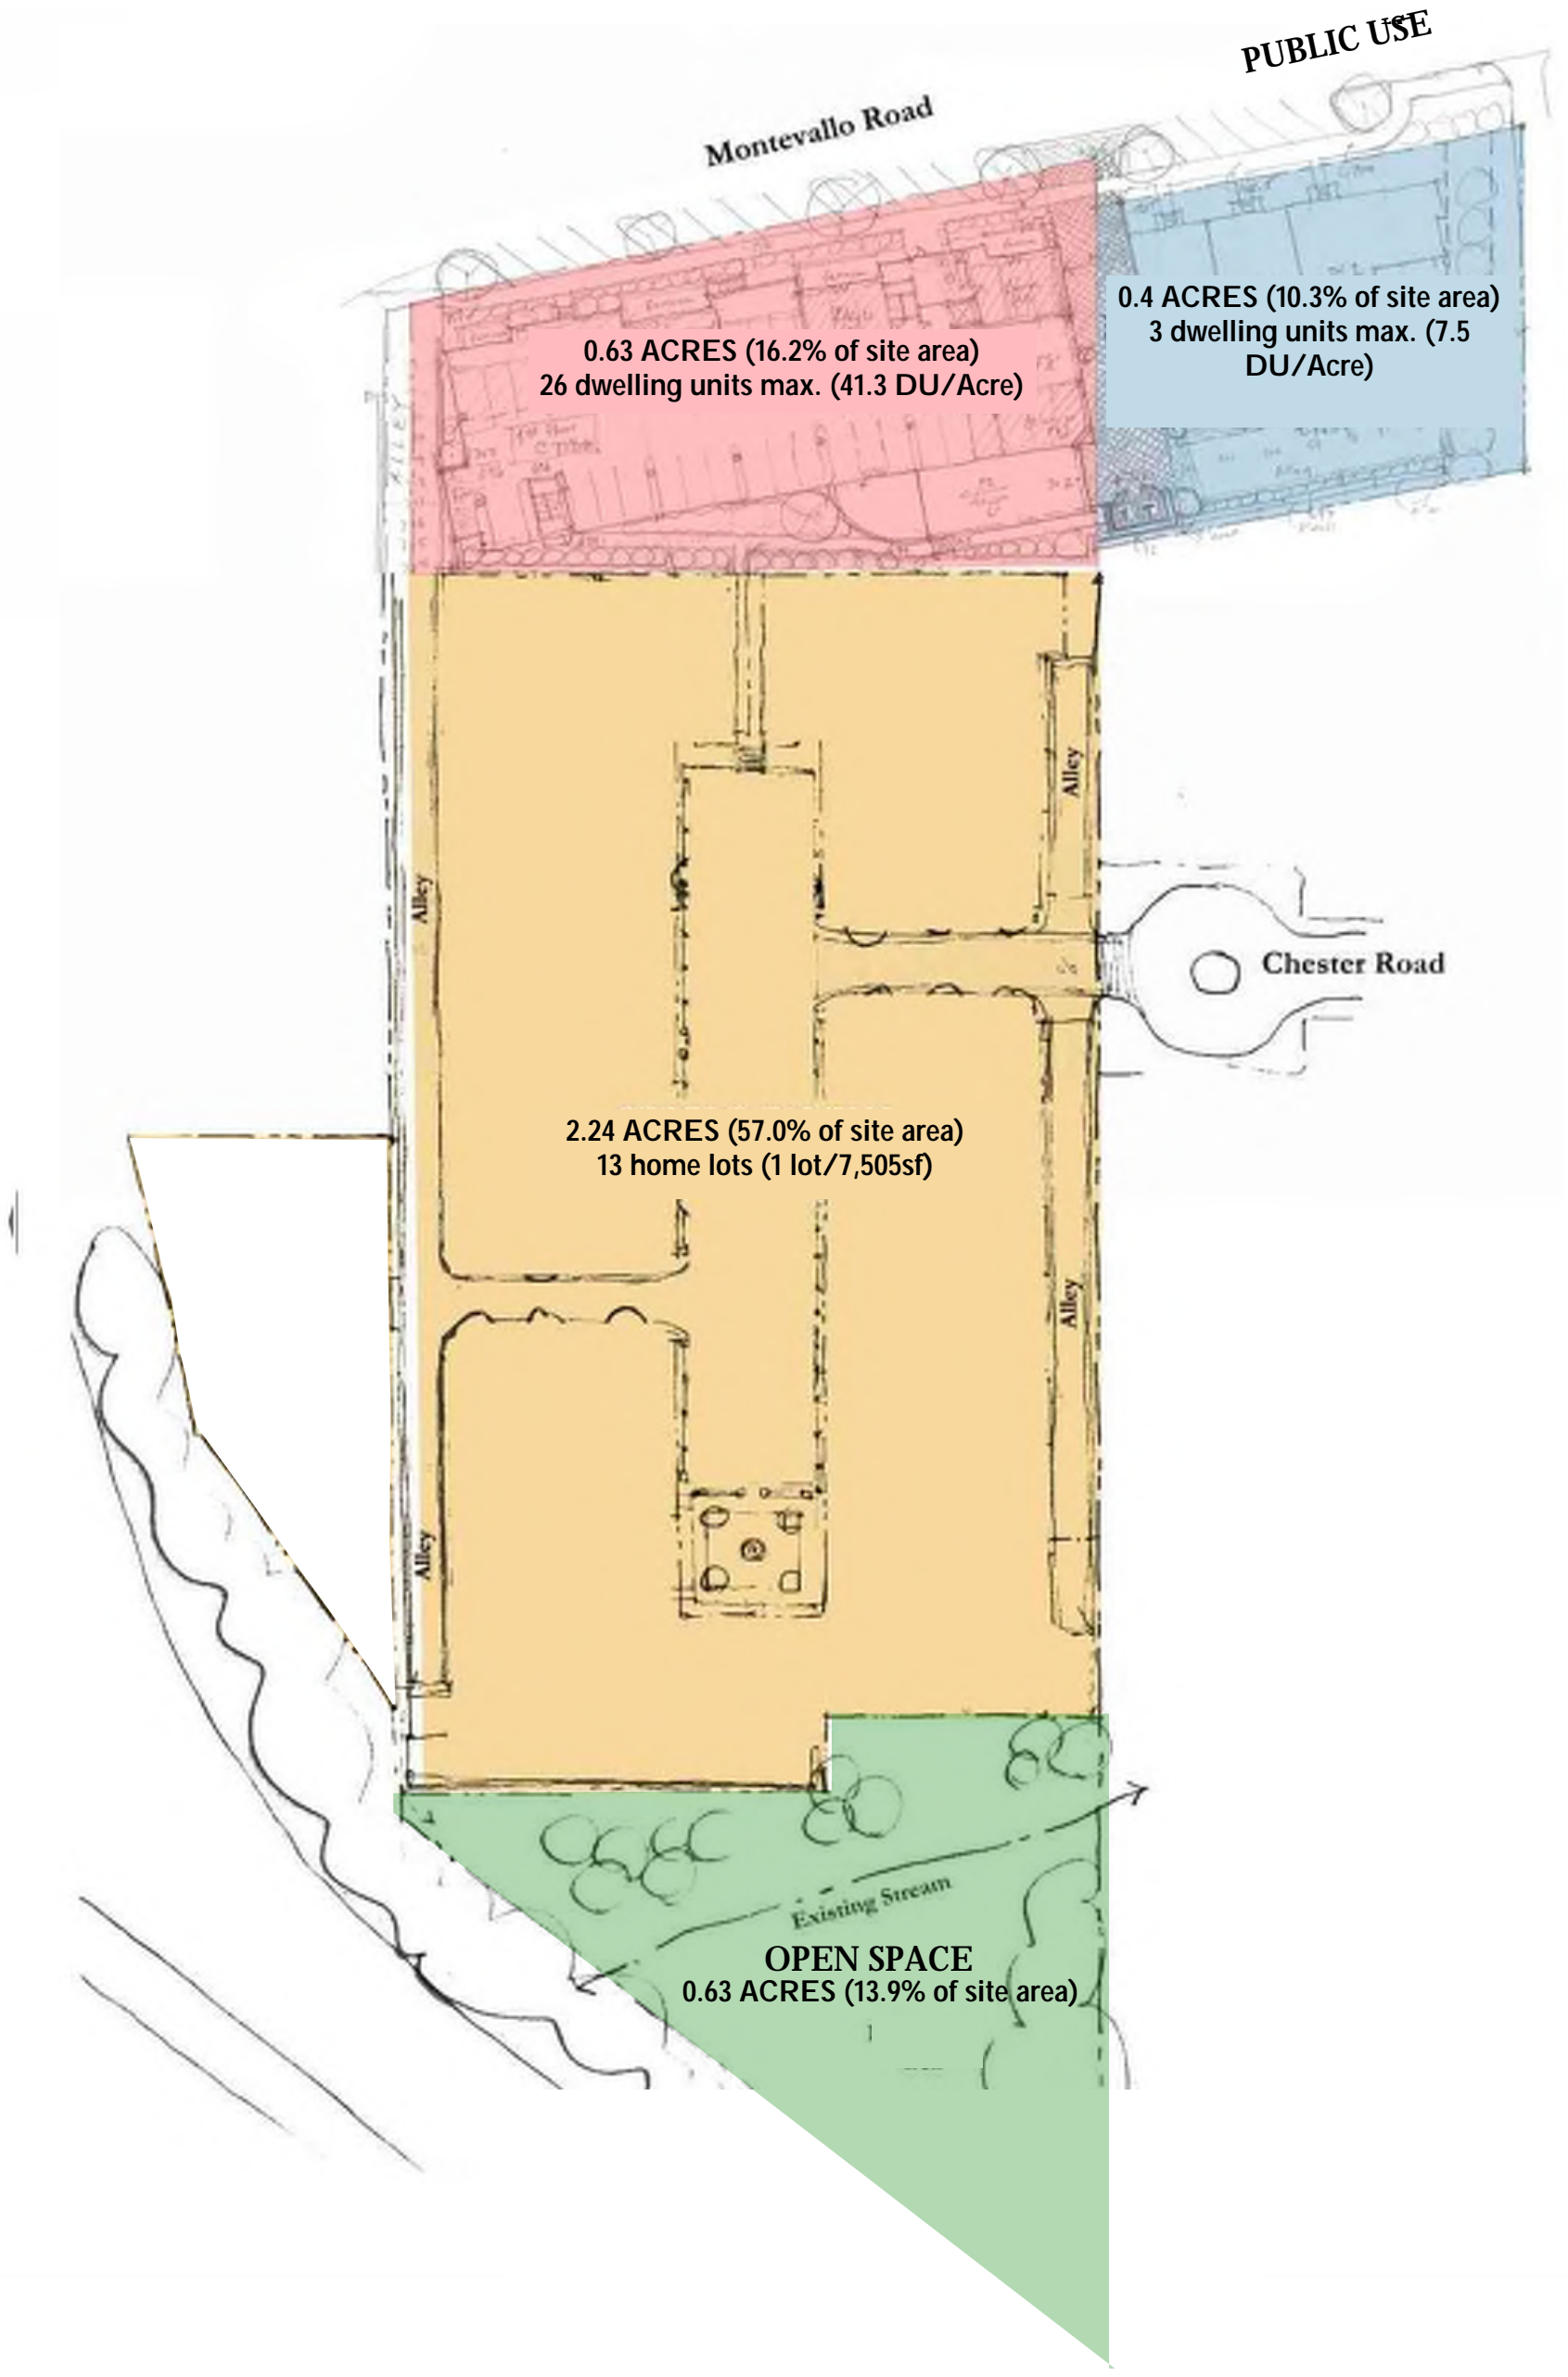 PUBLIC USE
Montevallo Road
0.4 ACRES (10.3% of site area)
3 dwelling units max. (7.5
DU/Acre)
0.63 ACRES (16.2% of site area)
26 dwelling units max. (41.3 DU/Acre)
ALLEY
Alley
Alley
Chester Road
2.24 ACRES (57.0% of site area)
13 home lots (1 lot/7,505sf)
Alley
Alley
Existing Stream
OPEN SPACE
0.63 ACRES (13.9% of site area)